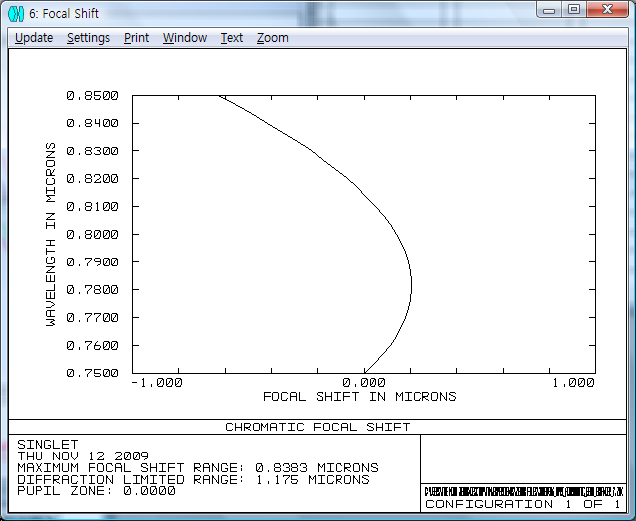 6: Focal Shift
Update Settings Print Window Text Zoom
0.8500
0.8400
0.8300
0.8200
0.8100
0.8000
0.7900
0.7800
0.7700
0.7600
0.7500
WAVELENGTH IN MICRONS
-1.000 0.000 1.000
FOCAL SHIFT IN MICRONS
CHROMATIC FOCAL SHIFT
SINGLET
THU NOV 12 2009
MAXIMUM FOCAL SHIFT RANGE: 0.8383 MICRONS
DIFFRACTION LIMITED RANGE: 1.175 MICRONS
PUPIL ZONE: 0.0000
CONFIGURATION 1 OF 1